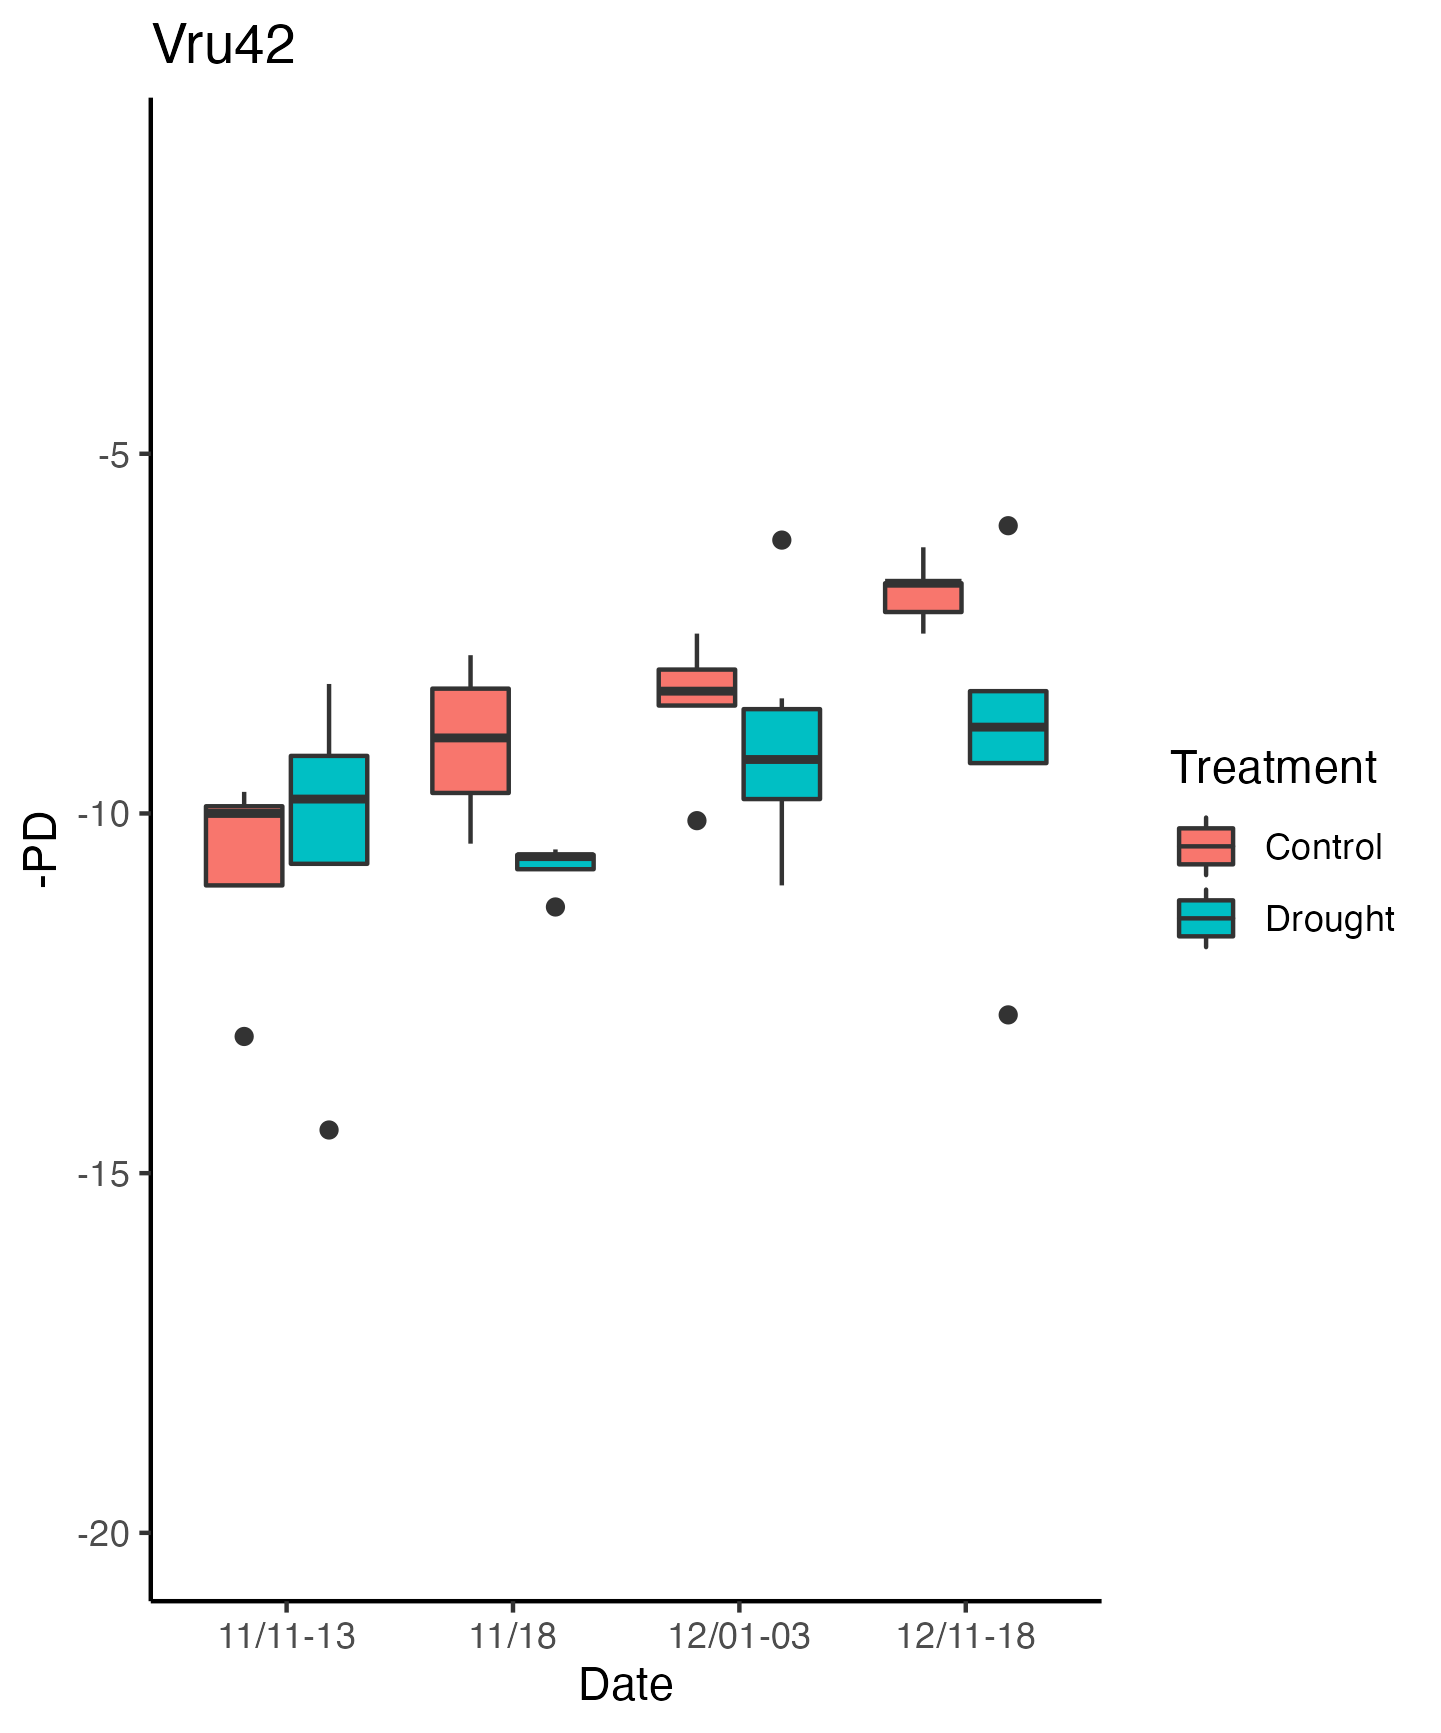 Vru42
-5
-10
-15
-20
-PD
11/11-13
11/18
12/01-03
12/11-18
Date
Treatment
Control
Drought